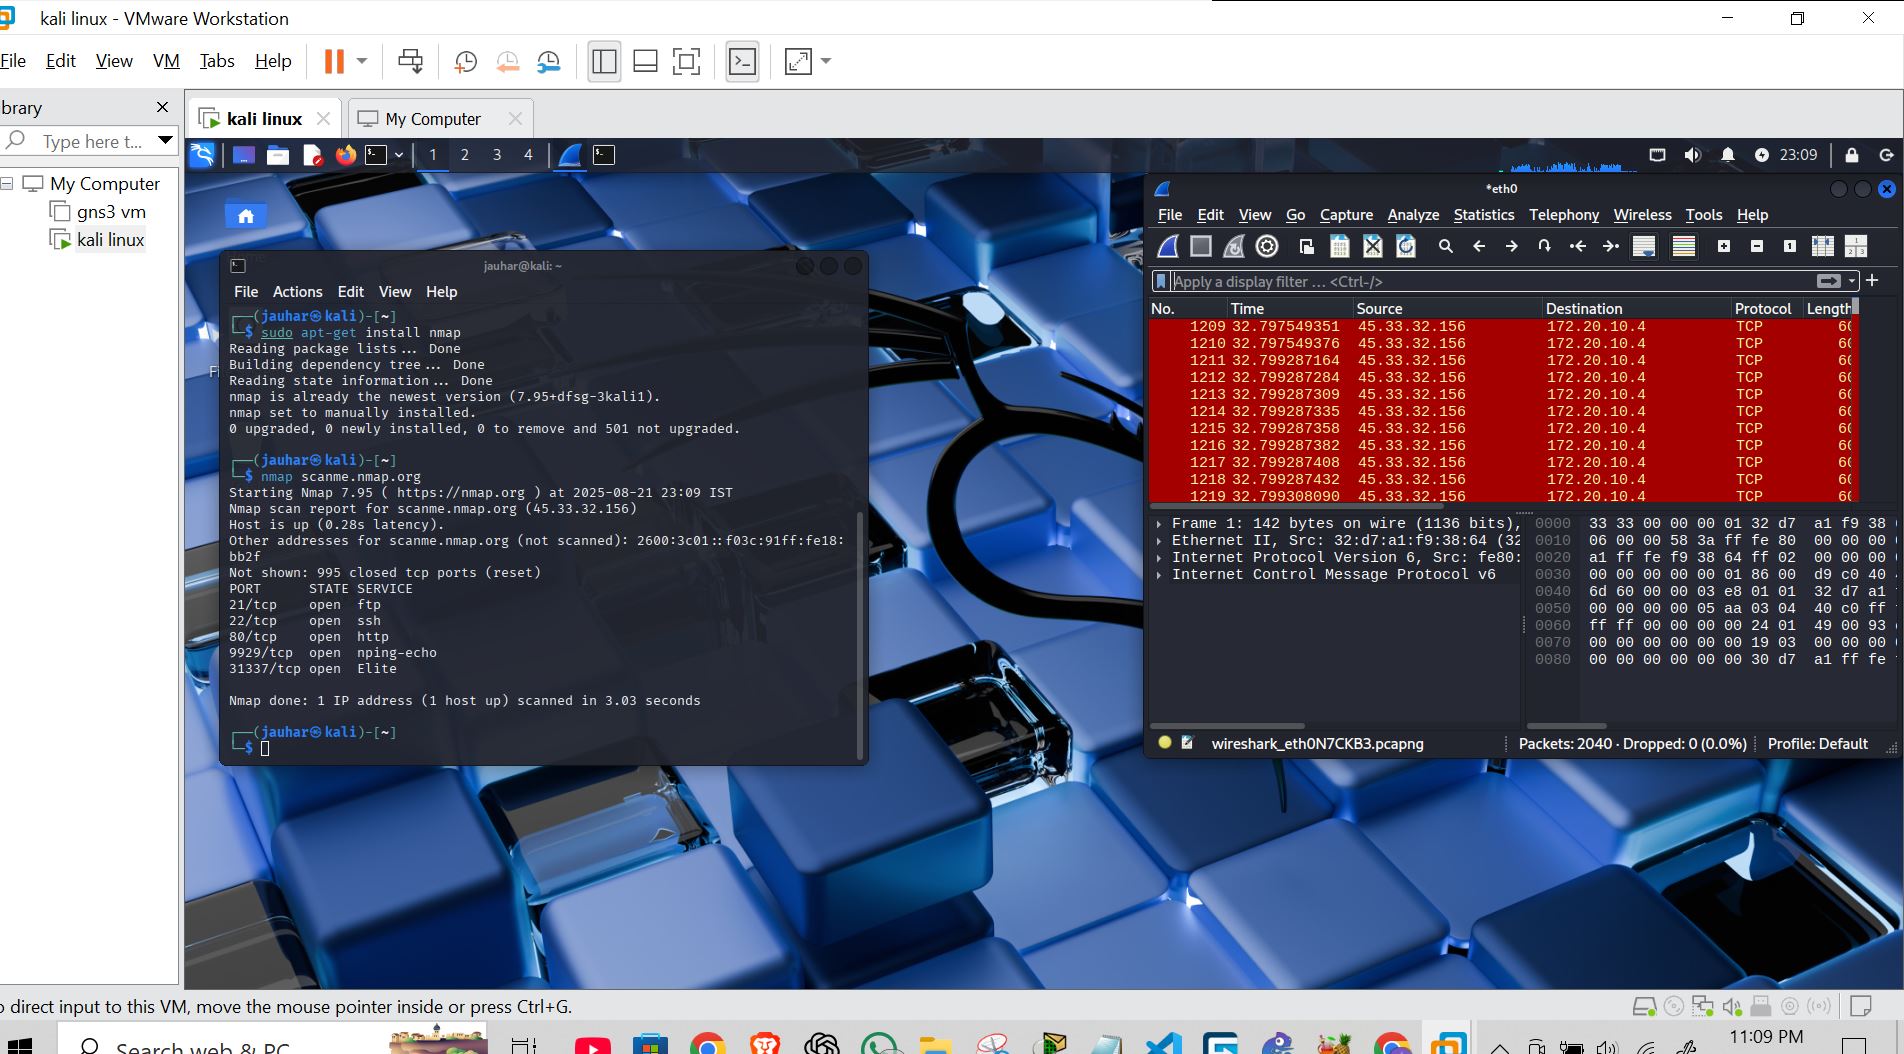 kali linux - VMware Workstation
File Edit View VM Tabs Help
brary
Type here t...
My Computer
gns3 vm
kali linux
kali linux
My Computer
1 2 3 4
23:09
jauhar@kali: ~
File Actions Edit View Help
(jauhar㉿kali)-[~]
$ sudo apt-get install nmap
Reading package lists... Done
Building dependency tree... Done
Reading state information... Done
nmap is already the newest version (7.95+dfsg-3kali1).
nmap set to manually installed.
0 upgraded, 0 newly installed, 0 to remove and 501 not upgraded.
(jauhar㉿kali)-[~]
$ nmap scanme.nmap.org
Starting Nmap 7.95 ( https://nmap.org ) at 2025-08-21 23:09 IST
Nmap scan report for scanme.nmap.org (45.33.32.156)
Host is up (0.28s latency).
Other addresses for scanme.nmap.org (not scanned): 2600:3c01::f03c:91ff:fe18:
bb2f
Not shown: 995 closed tcp ports (reset)
PORT STATE SERVICE
21/tcp open ftp
22/tcp open ssh
80/tcp open http
9929/tcp open nping-echo
31337/tcp open Elite
Nmap done: 1 IP address (1 host up) scanned in 3.03 seconds
(jauhar㉿kali)-[~]
$
*eth0
File Edit View Go Capture Analyze Statistics Telephony Wireless Tools Help
Apply a display filter ... <Ctrl-/>
No. Time Source Destination Protocol Length
1209 32.797549351 45.33.32.156 172.20.10.4 TCP 60
1210 32.797549376 45.33.32.156 172.20.10.4 TCP 60
1211 32.799287164 45.33.32.156 172.20.10.4 TCP 60
1212 32.799287284 45.33.32.156 172.20.10.4 TCP 60
1213 32.799287309 45.33.32.156 172.20.10.4 TCP 60
1214 32.799287335 45.33.32.156 172.20.10.4 TCP 60
1215 32.799287358 45.33.32.156 172.20.10.4 TCP 60
1216 32.799287382 45.33.32.156 172.20.10.4 TCP 60
1217 32.799287408 45.33.32.156 172.20.10.4 TCP 60
1218 32.799287432 45.33.32.156 172.20.10.4 TCP 60
1219 32.799308090 45.33.32.156 172.20.10.4 TCP 60
Frame 1: 142 bytes on wire (1136 bits),
Ethernet II, Src: 32:d7:a1:f9:38:64 (32
Internet Protocol Version 6, Src: fe80:
Internet Control Message Protocol v6
0000 33 33 00 00 00 01 32 d7 a1 f9 38
0010 06 00 00 58 3a ff fe 80 00 00 00
0020 a1 ff fe f9 38 64 ff 02 00 00 00
0030 00 00 00 00 00 01 86 00 d9 c0 40
0040 6d 60 00 00 03 e8 01 01 32 d7 a1
0050 00 00 00 00 05 aa 03 04 40 c0 ff
0060 ff ff 00 00 00 00 24 01 49 00 93
0070 00 00 00 00 00 00 19 03 00 00 00
0080 00 00 00 00 00 00 30 d7 a1 ff fe
wireshark_eth0N7CKB3.pcapng
Packets: 2040 · Dropped: 0 (0.0%)
Profile: Default
o direct input to this VM, move the mouse pointer inside or press Ctrl+G.
Search web & PC
11:09 PM